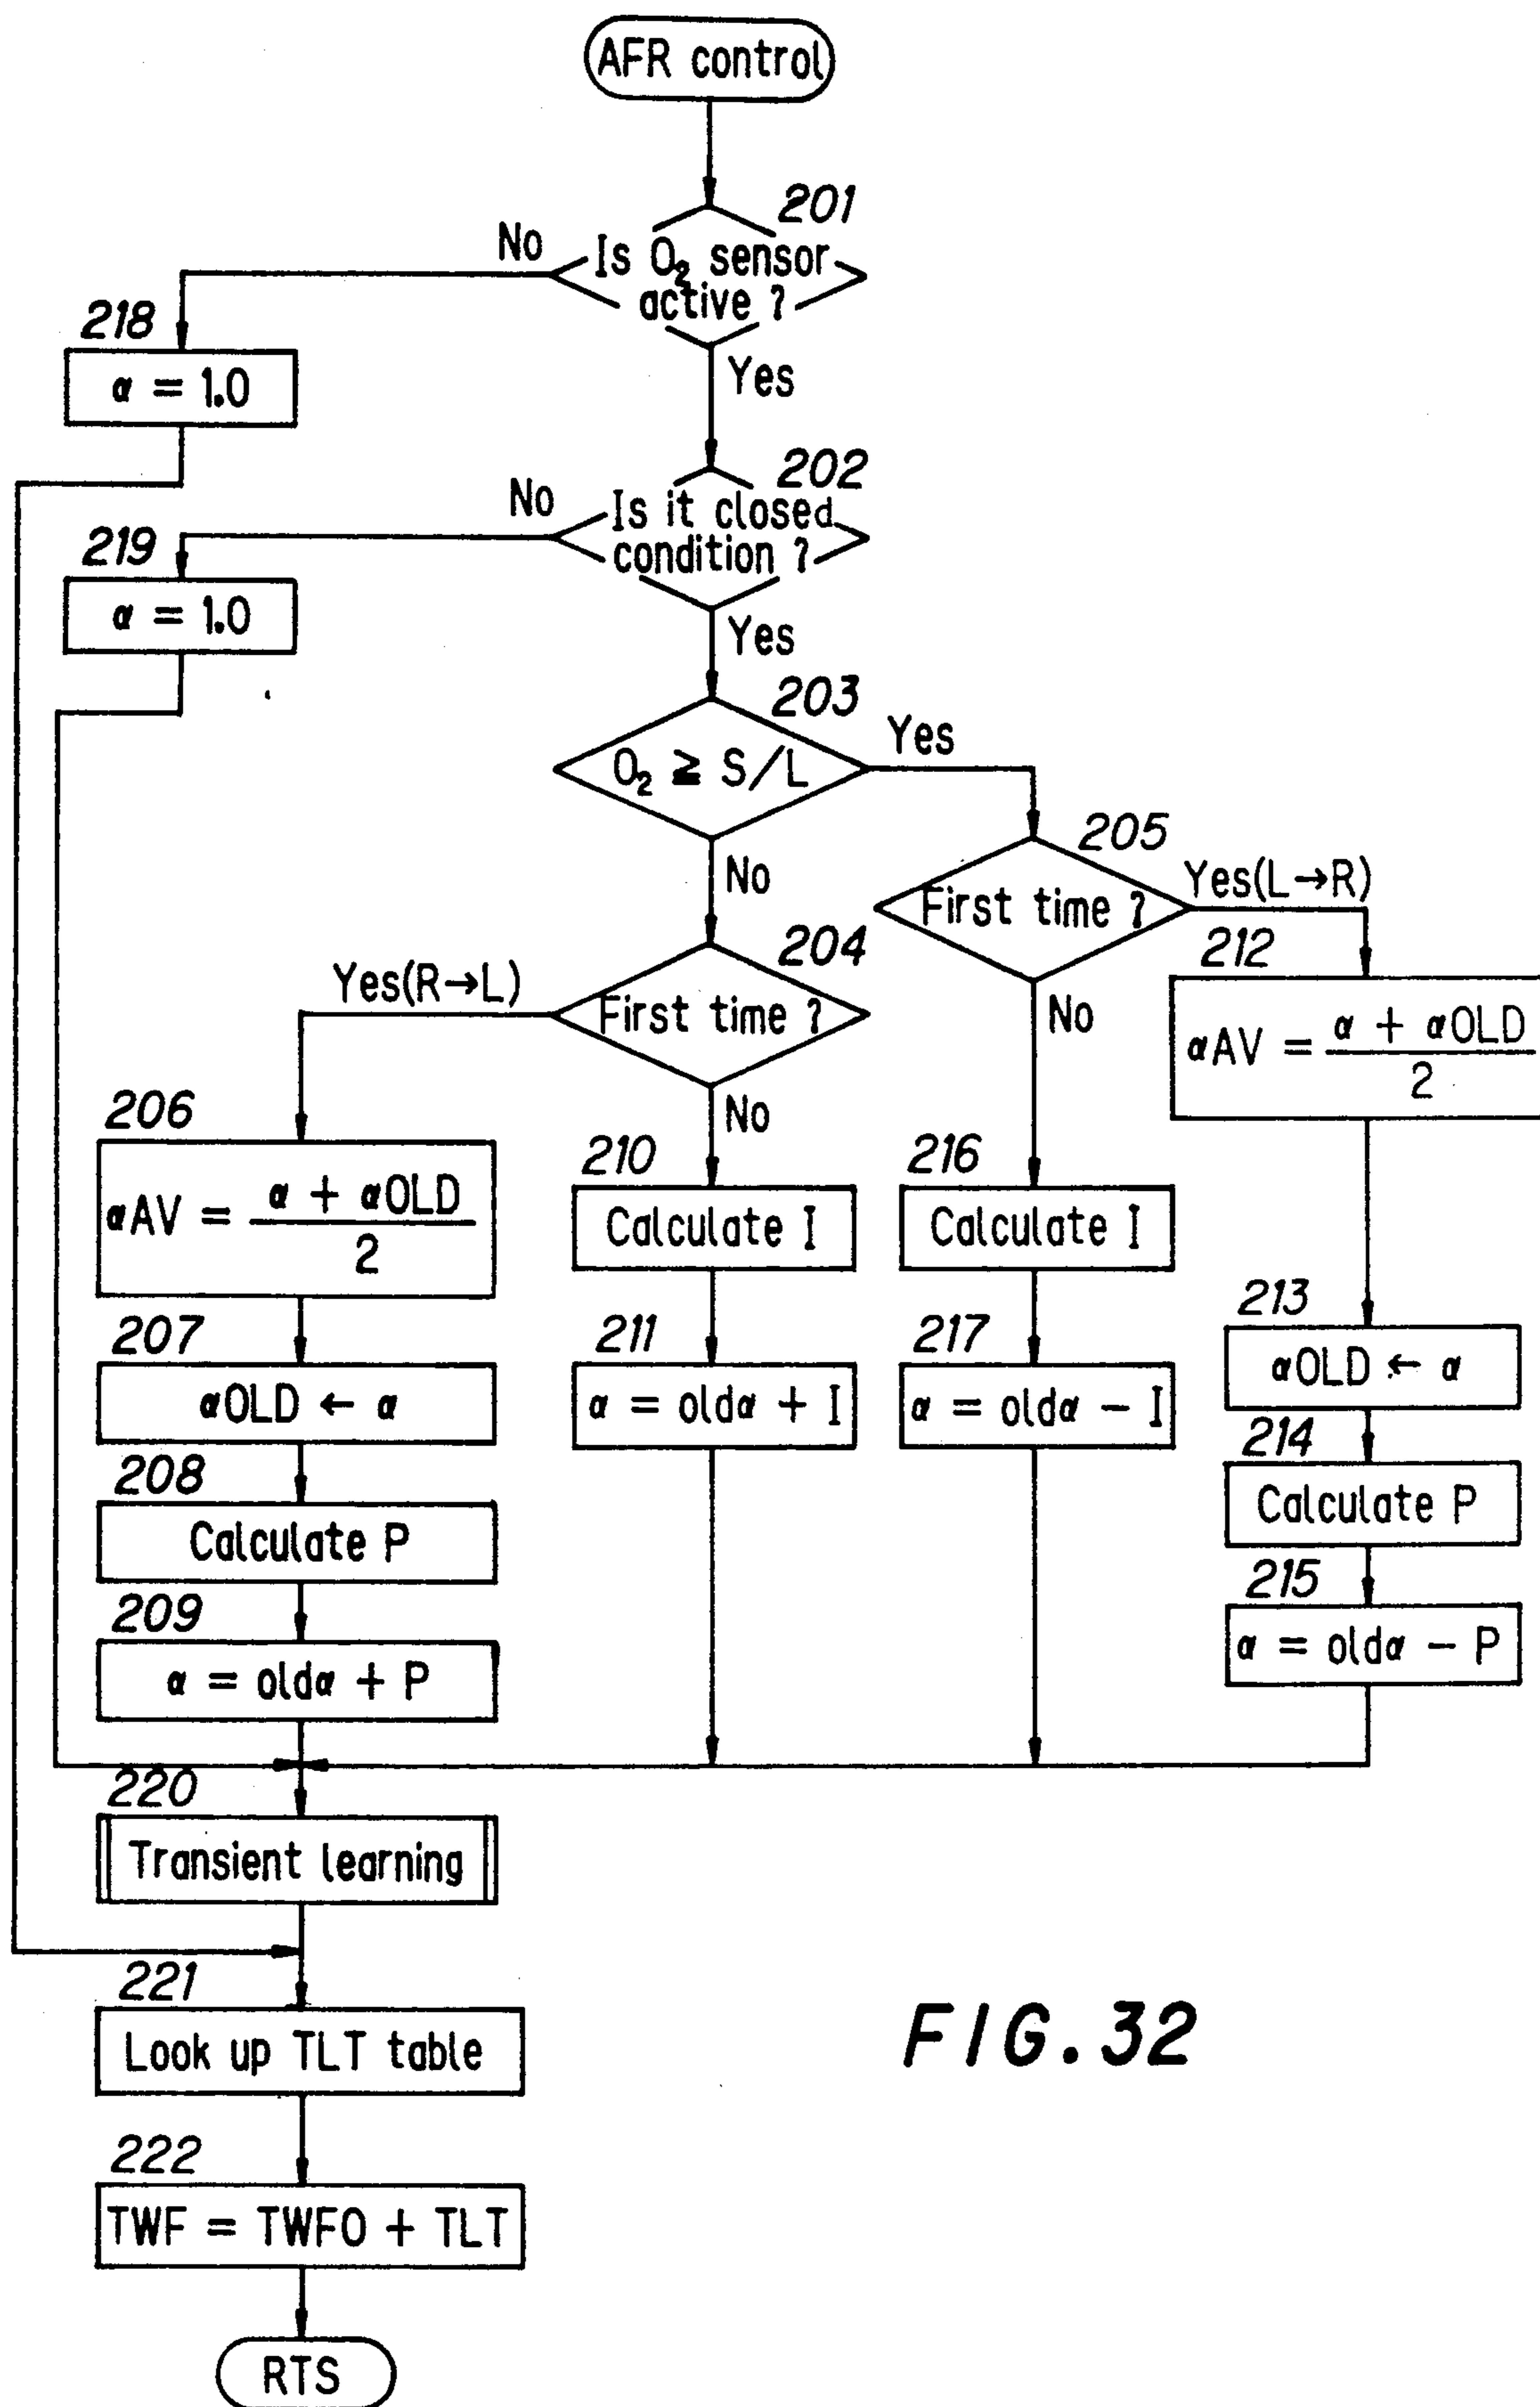 AFR control
201
No
Is O₂ sensor
active ?
218
Yes
α = 1.0
202
No
Is it closed
condition ?
219
α = 1.0
Yes
203
Yes
O₂ ≧ S/L
205
No
Yes(L→R)
First time ?
204
212
Yes(R→L)
First time ?
No
αAV = α + αOLD
2
206
No
αAV = α + αOLD
2
210
216
Calculate I
Calculate I
213
207
211
217
αOLD ← α
αOLD ← α
α = oldα + I
α = oldα − I
214
208
Calculate P
Calculate P
215
209
α = oldα − P
α = oldα + P
220
Transient learning
221
Look up TLT table
FIG.32
222
TWF = TWFO + TLT
RTS